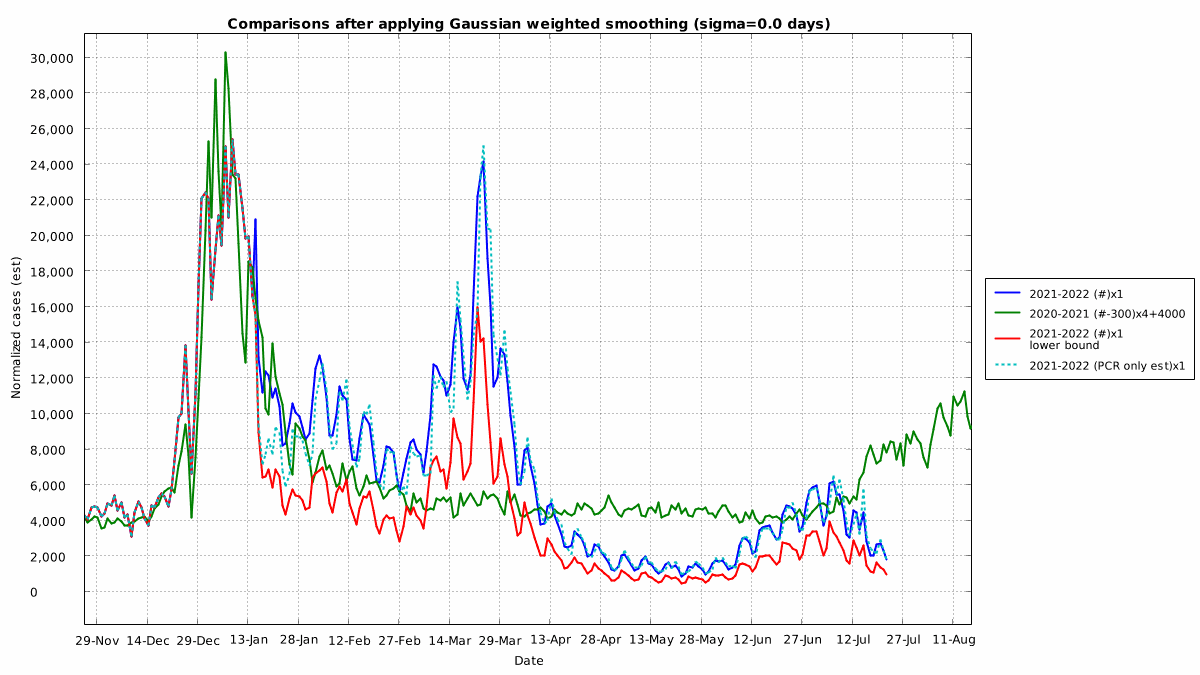 Comparisons after applying Gaussian weighted smoothing (sigma=0.0 days)
Normalized cases (est)
30,000
28,000
26,000
24,000
22,000
20,000
18,000
16,000
14,000
12,000
10,000
8,000
6,000
4,000
2,000
0
29-Nov 14-Dec 29-Dec 13-Jan 28-Jan 12-Feb 27-Feb 14-Mar 29-Mar 13-Apr 28-Apr 13-May 28-May 12-Jun 27-Jun 12-Jul 27-Jul 11-Aug
Date
2021-2022 (#)x1
2020-2021 (#-300)x4+4000
2021-2022 (#)x1
lower bound
2021-2022 (PCR only est)x1